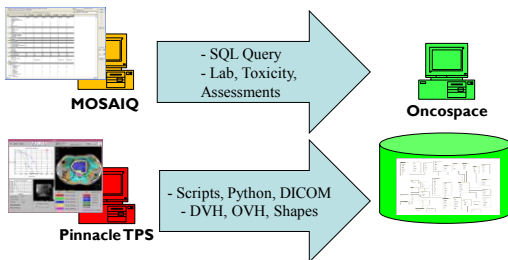 - SQL Query
- Lab, Toxicity,
Assessments
MOSAIQ
Oncospace
- Scripts, Python, DICOM
- DVH, OVH, Shapes
Pinnacle TPS